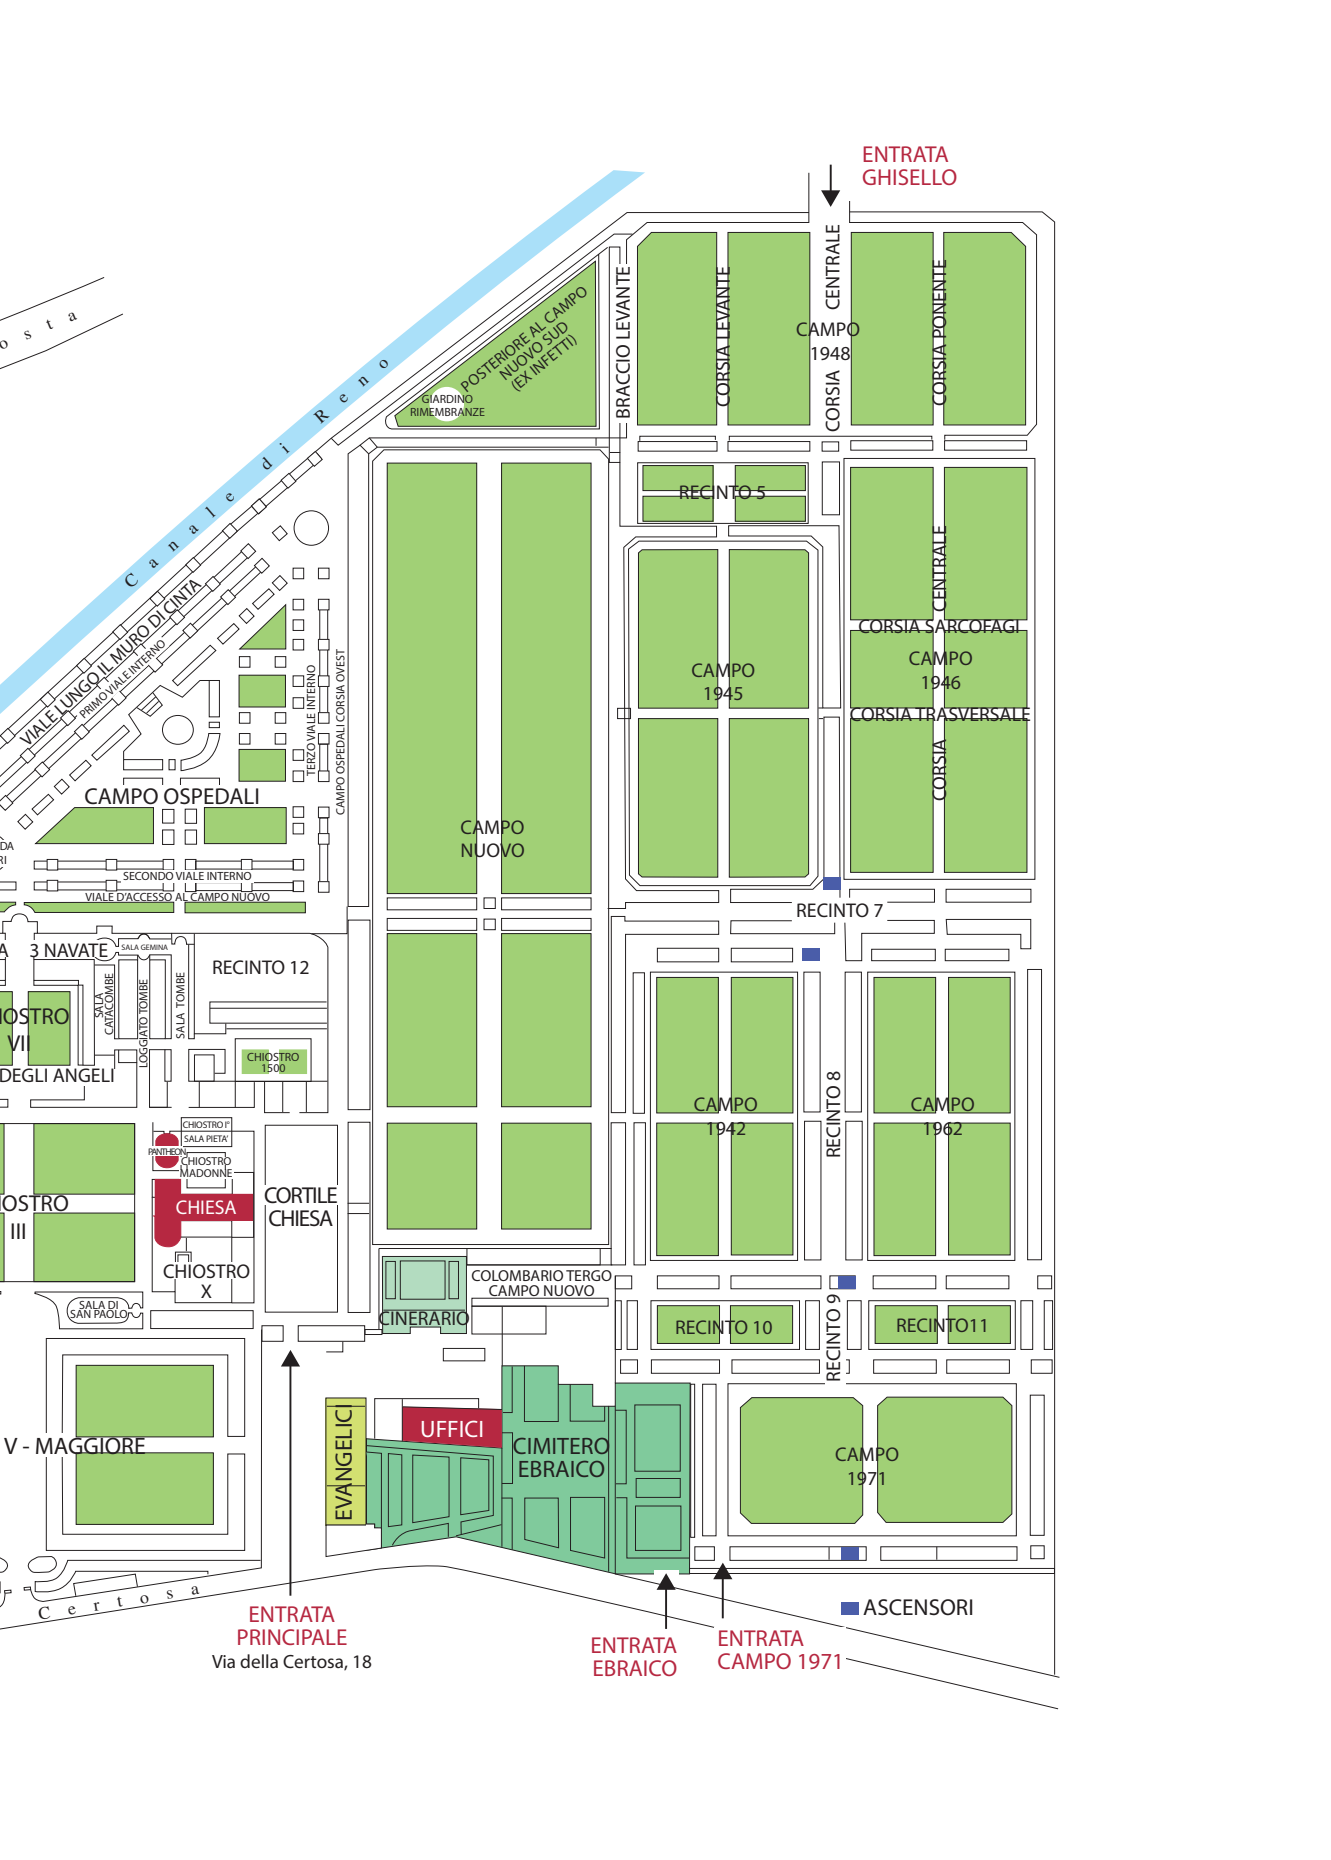 ENTRATA
GHISELLO
osta
Canale di Reno
POSTERIORE AL CAMPO
NUOVO SUD
(EX INFETTI)
GIARDINO
RIMEMBRANZE
BRACCIO LEVANTE
CORSIA LEVANTE
CORSIA CENTRALE
CORSIA PONENTE
CAMPO
1948
RECINTO 5
CORSIA CENTRALE
CORSIA SARCOFAGI
CAMPO
1946
CORSIA TRASVERSALE
CAMPO
1945
VIALE LUNGO IL MURO DI CINTA
PRIMO VIALE INTERNO
TERZO VIALE INTERNO
CAMPO OSPEDALI CORSIA OVEST
CAMPO OSPEDALI
CAMPO
NUOVO
DA
RI
SECONDO VIALE INTERNO
VIALE D'ACCESSO AL CAMPO NUOVO
RECINTO 7
A 3 NAVATE
SALA GEMINA
RECINTO 12
SALA
CATACOMBE
LOGGIATO TOMBE
SALA TOMBE
IOSTRO
VII
DEGLI ANGELI
CHIOSTRO
1500
RECINTO 8
CAMPO
1942
CAMPO
1962
CHIOSTRO I°
SALA PIETA'
PANTHEON
CHIOSTRO
MADONNE
CHIESA
CORTILE
CHIESA
IOSTRO
III
CHIOSTRO
X
COLOMBARIO TERGO
CAMPO NUOVO
SALA DI
SAN PAOLO
CINERARIO
RECINTO 9
RECINTO 10
RECINTO11
V - MAGGIORE
EVANGELICI
UFFICI
CIMITERO
EBRAICO
CAMPO
1971
Certosa
ENTRATA
PRINCIPALE
Via della Certosa, 18
ENTRATA
EBRAICO
ENTRATA
CAMPO 1971
ASCENSORI